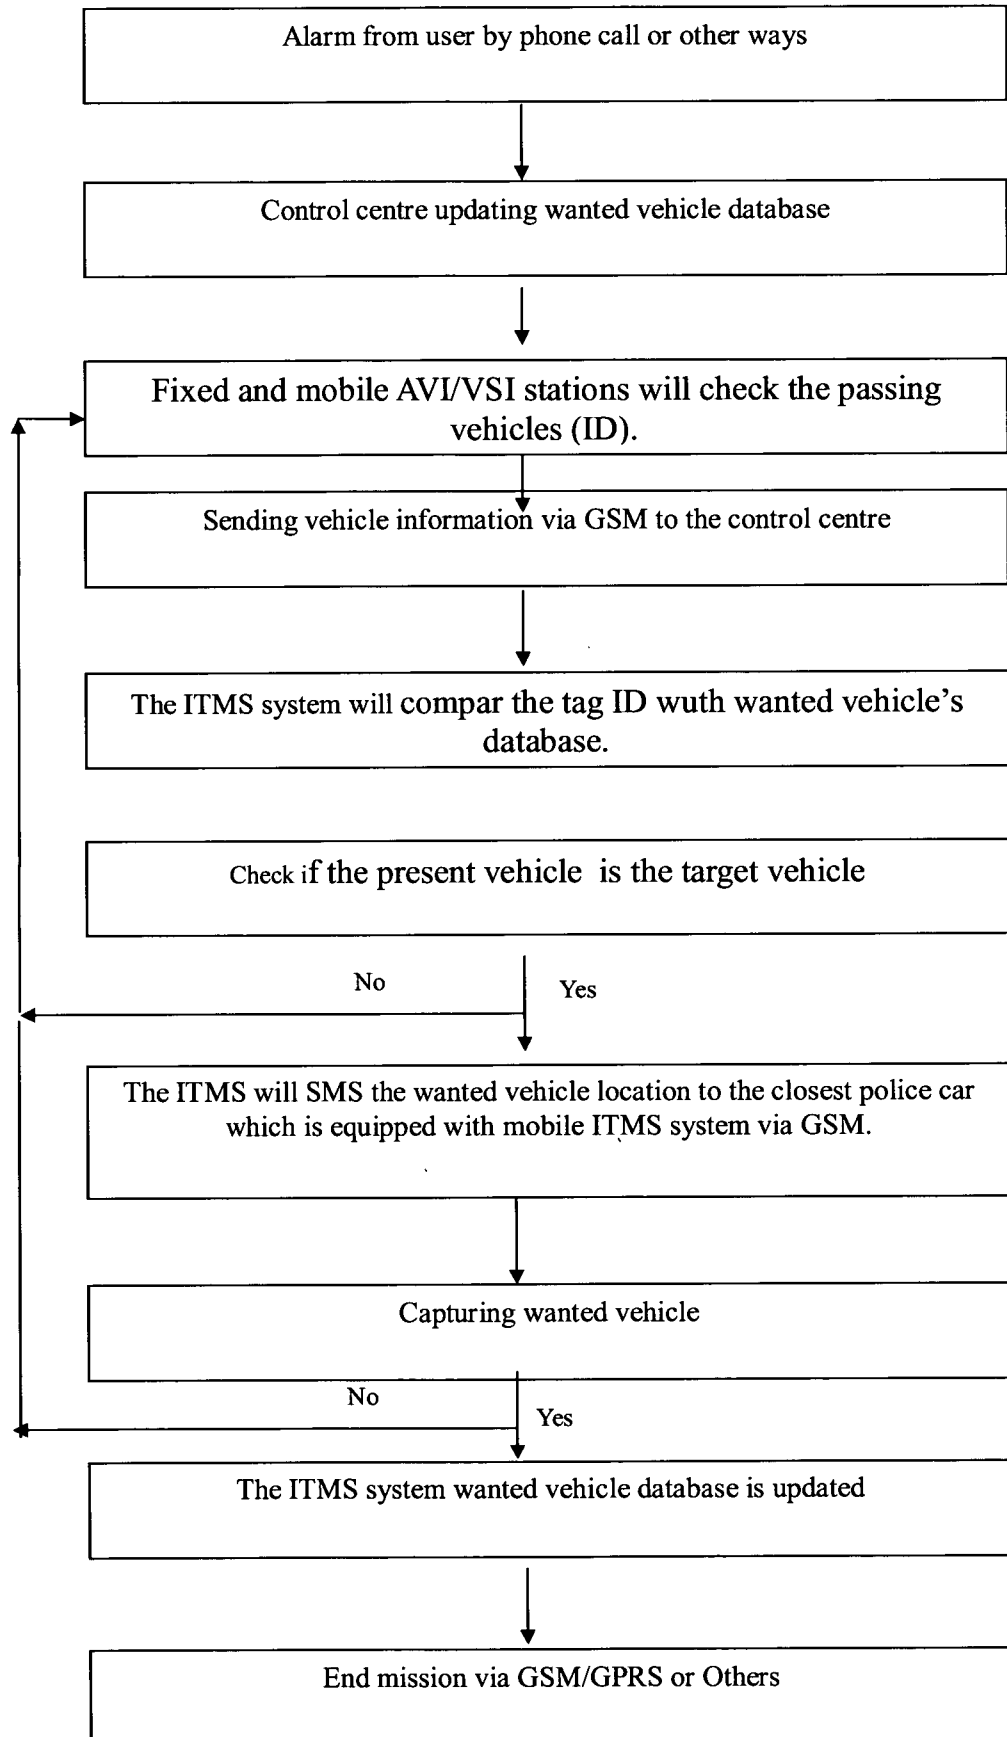 Alarm from user by phone call or other ways
Control centre updating wanted vehicle database
Fixed and mobile AVI/VSI stations will check the passing
vehicles (ID).
Sending vehicle information via GSM to the control centre
The ITMS system will compar the tag ID wuth wanted vehicle's
database.
Check if the present vehicle is the target vehicle
No
Yes
The ITMS will SMS the wanted vehicle location to the closest police car
which is equipped with mobile ITMS system via GSM.
Capturing wanted vehicle
No
Yes
The ITMS system wanted vehicle database is updated
End mission via GSM/GPRS or Others